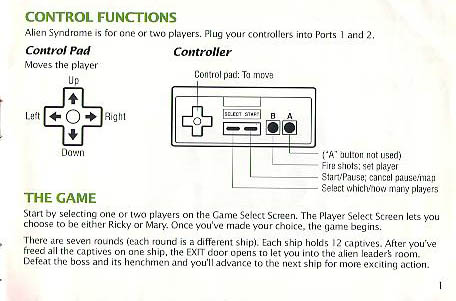 CONTROL FUNCTIONS
Alien Syndrome is for one or two players. Plug your controllers into Ports 1 and 2.
Control Pad
Controller
Moves the player
Up
Left
Right
Down
Control pad: To move
SELECT START
B A
("A" button not used)
Fire shots; set player
Start/Pause; cancel pause/map
Select which/how many players
THE GAME
Start by selecting one or two players on the Game Select Screen. The Player Select Screen lets you
choose to be either Ricky or Mary. Once you've made your choice, the game begins.
There are seven rounds (each round is a different ship). Each ship holds 12 captives. After you've
freed all the captives on one ship, the EXIT door opens to let you into the alien leader's room.
Defeat the boss and its henchmen and you'll advance to the next ship for more exciting action.
1